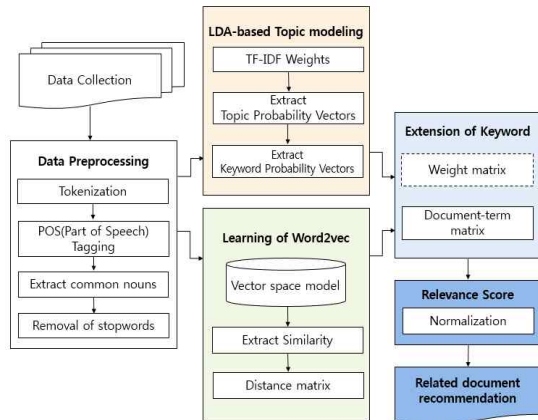 Data Collection
Data Preprocessing
Tokenization
POS(Part of Speech)
Tagging
Extract common nouns
Removal of stopwords
LDA-based Topic modeling
TF-IDF Weights
Extract
Topic Probability Vectors
Extract
Keyword Probability Vectors
Learning of Word2vec
Vector space model
Extract Similarity
Distance matrix
Extension of Keyword
Weight matrix
Document-term
matrix
Relevance Score
Normalization
Related document
recommendation